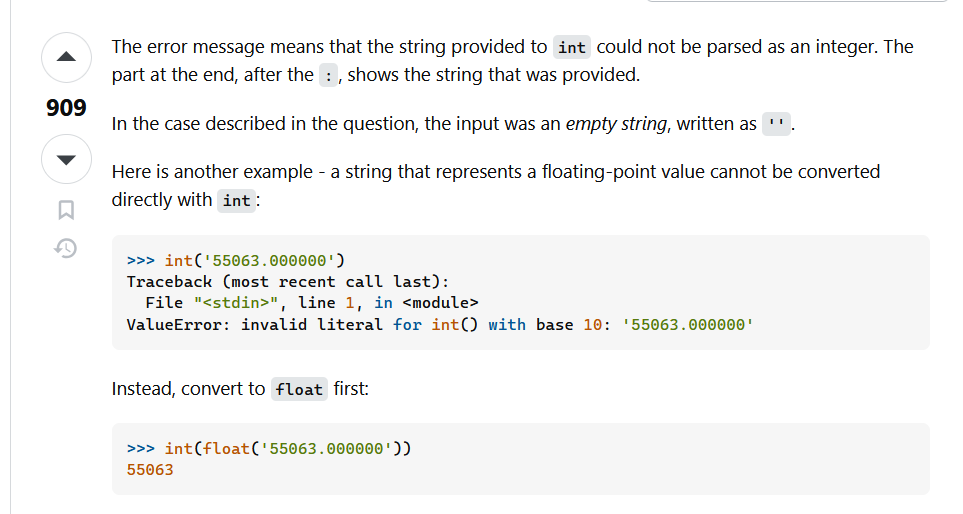 The error message means that the string provided to int could not be parsed as an integer. The
part at the end, after the :, shows the string that was provided.
909
In the case described in the question, the input was an empty string, written as ''.
Here is another example - a string that represents a floating-point value cannot be converted
directly with int:
>>> int('55063.000000')
Traceback (most recent call last):
  File "<stdin>", line 1, in <module>
ValueError: invalid literal for int() with base 10: '55063.000000'
Instead, convert to float first:
>>> int(float('55063.000000'))
55063